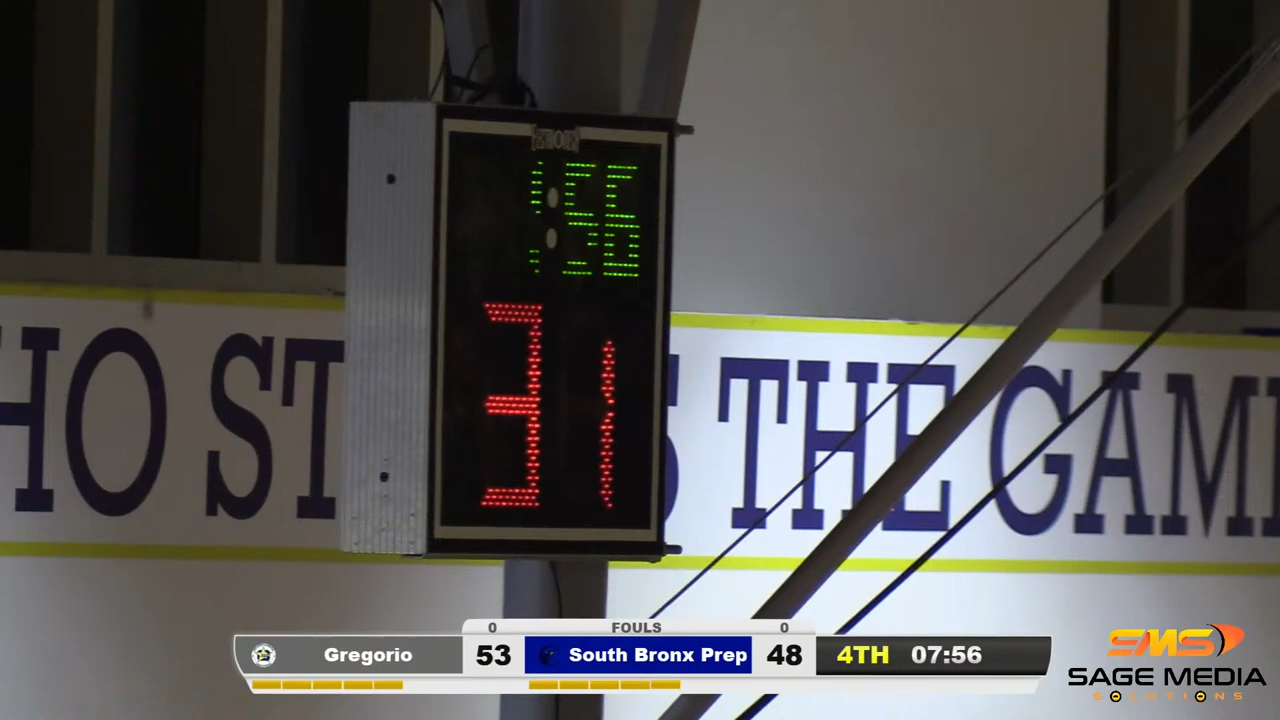 31
HO ST S THE GAM
0 FOULS 0
Gregorio 53 South Bronx Prep 48 4TH 07:56
SMS
SAGE MEDIA
SOLUTIONS